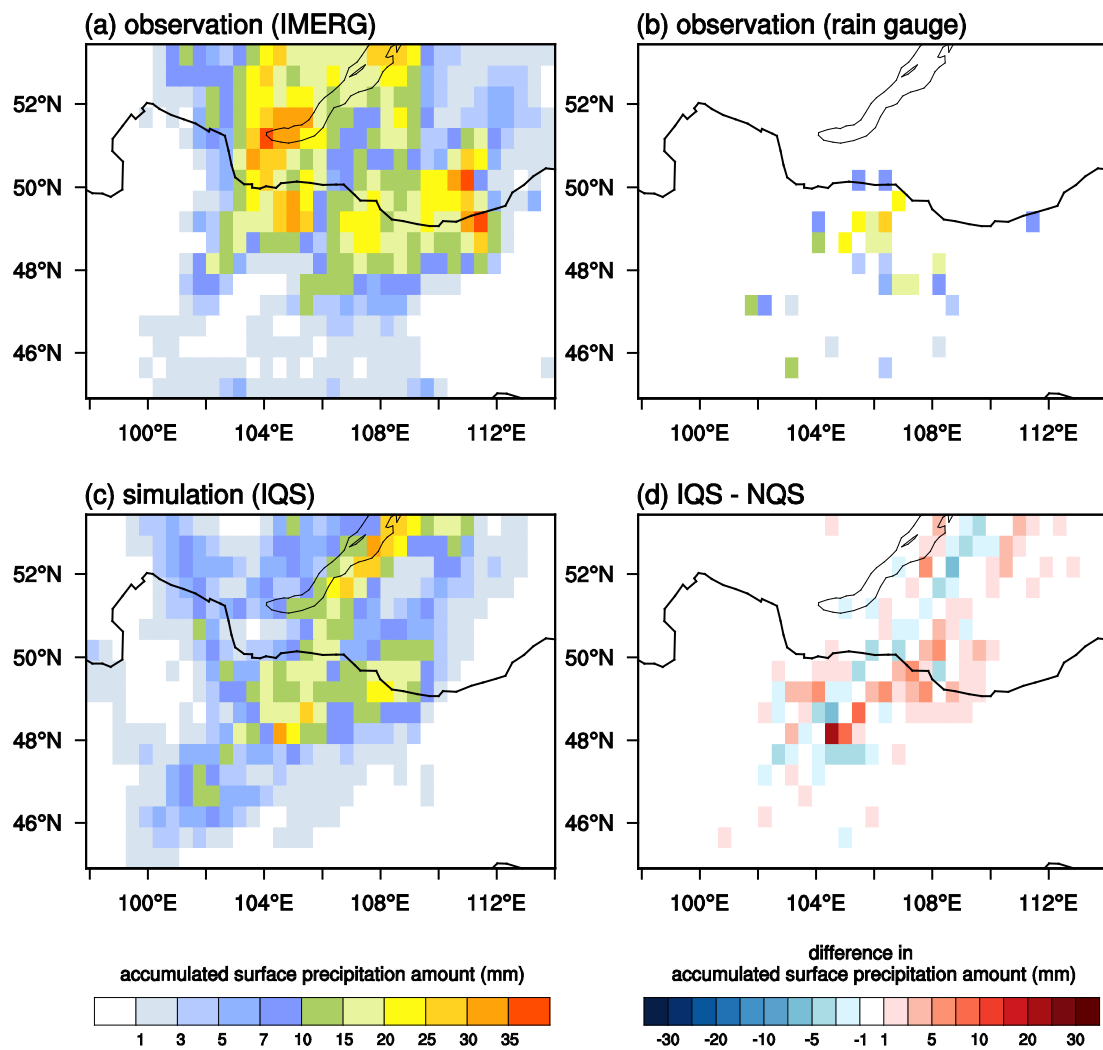 (a) observation (IMERG)
(b) observation (rain gauge)
52°N
50°N
48°N
46°N
100°E 104°E 108°E 112°E
52°N
50°N
48°N
46°N
100°E 104°E 108°E 112°E
(c) simulation (IQS)
(d) IQS - NQS
52°N
50°N
48°N
46°N
100°E 104°E 108°E 112°E
52°N
50°N
48°N
46°N
100°E 104°E 108°E 112°E
accumulated surface precipitation amount (mm)
1 3 5 7 10 15 20 25 30 35
difference in
accumulated surface precipitation amount (mm)
-30 -20 -10 -5 -1 1 5 10 20 30